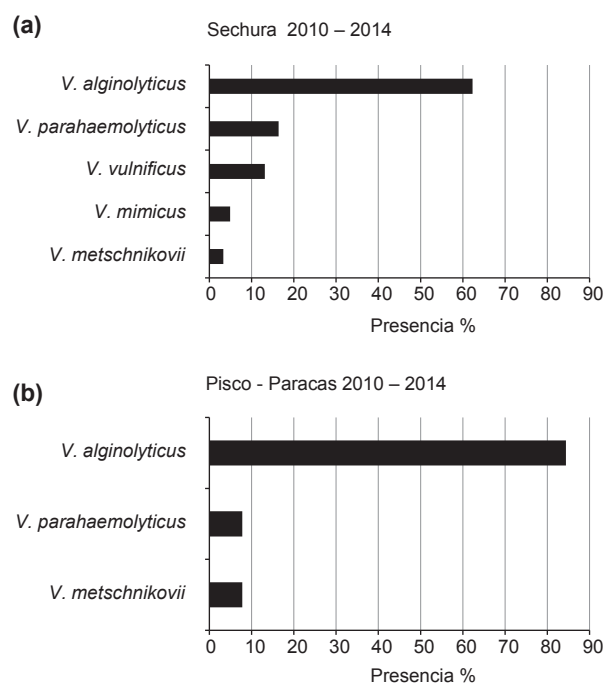 (a)
Sechura 2010 – 2014
V. alginolyticus
V. parahaemolyticus
V. vulnificus
V. mimicus
V. metschnikovii
0 10 20 30 40 50 60 70 80 90
Presencia %
(b)
Pisco - Paracas 2010 – 2014
V. alginolyticus
V. parahaemolyticus
V. metschnikovii
0 10 20 30 40 50 60 70 80 90
Presencia %